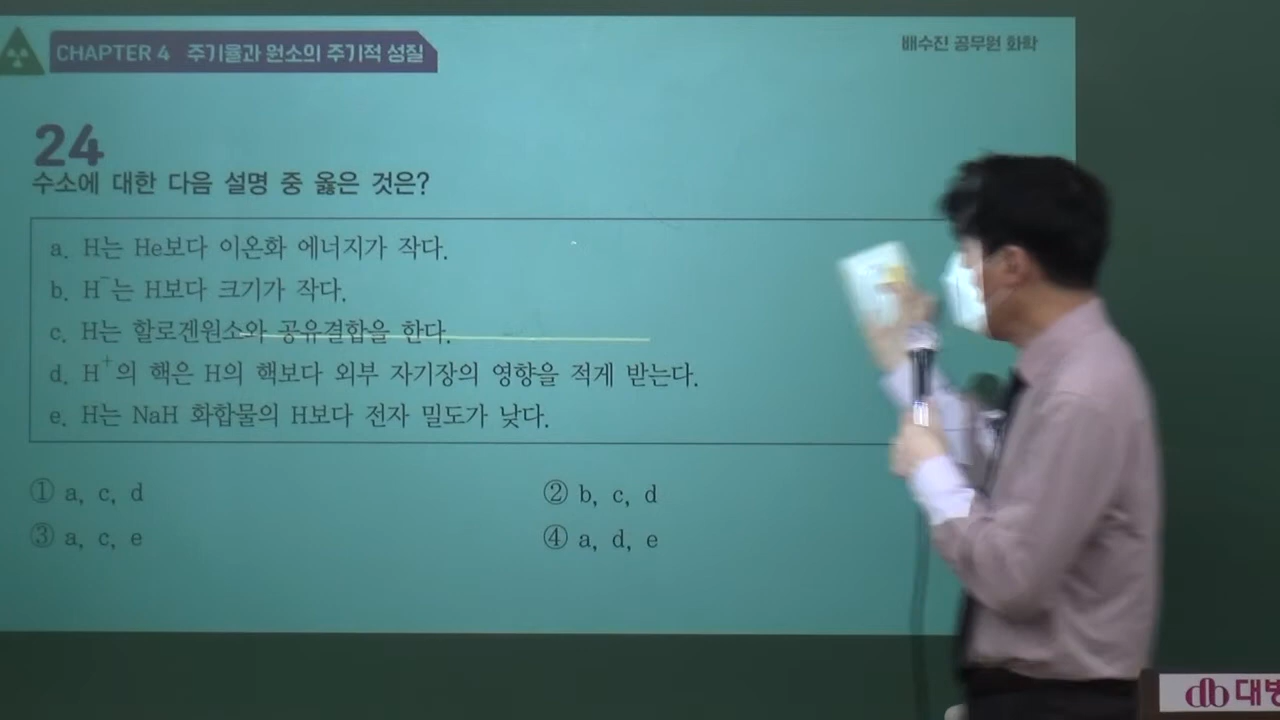 CHAPTER 4 주기율과 원소의 주기적 성질
배수진 공무원 화학
24
수소에 대한 다음 설명 중 옳은 것은?
a. H는 He보다 이온화 에너지가 작다.
b. H⁻는 H보다 크기가 작다.
c. H는 할로겐원소와 공유결합을 한다.
d. H⁺의 핵은 H의 핵보다 외부 자기장의 영향을 적게 받는다.
e. H는 NaH 화합물의 H보다 전자 밀도가 낮다.
① a, c, d
② b, c, d
③ a, c, e
④ a, d, e
대방